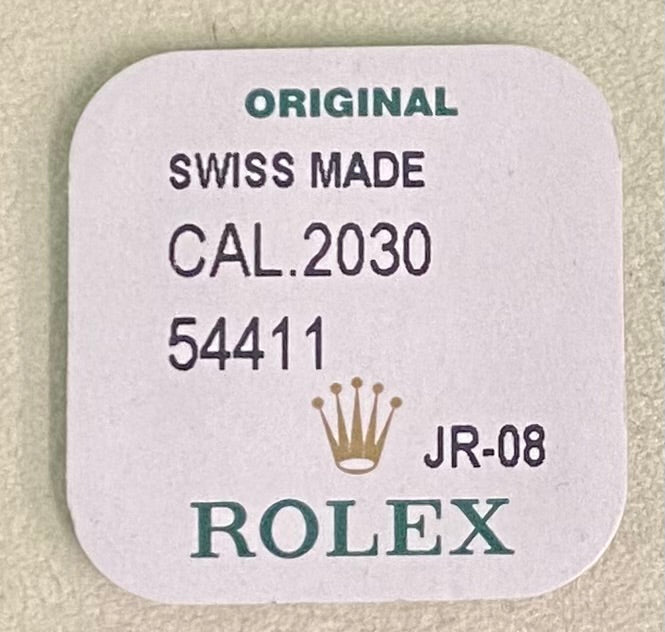 ORIGINAL
SWISS MADE
CAL.2030
54411
JR-08
ROLEX